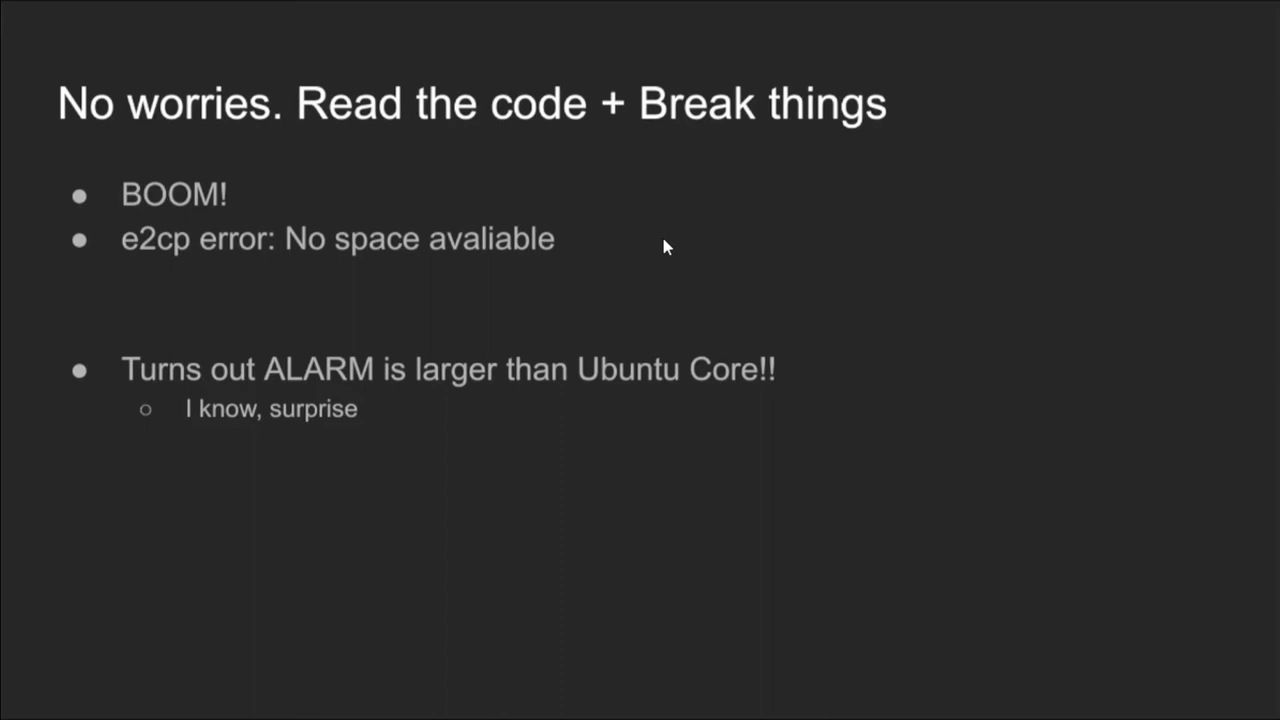 No worries. Read the code + Break things
● BOOM!
● e2cp error: No space avaliable
● Turns out ALARM is larger than Ubuntu Core!!
○ I know, surprise